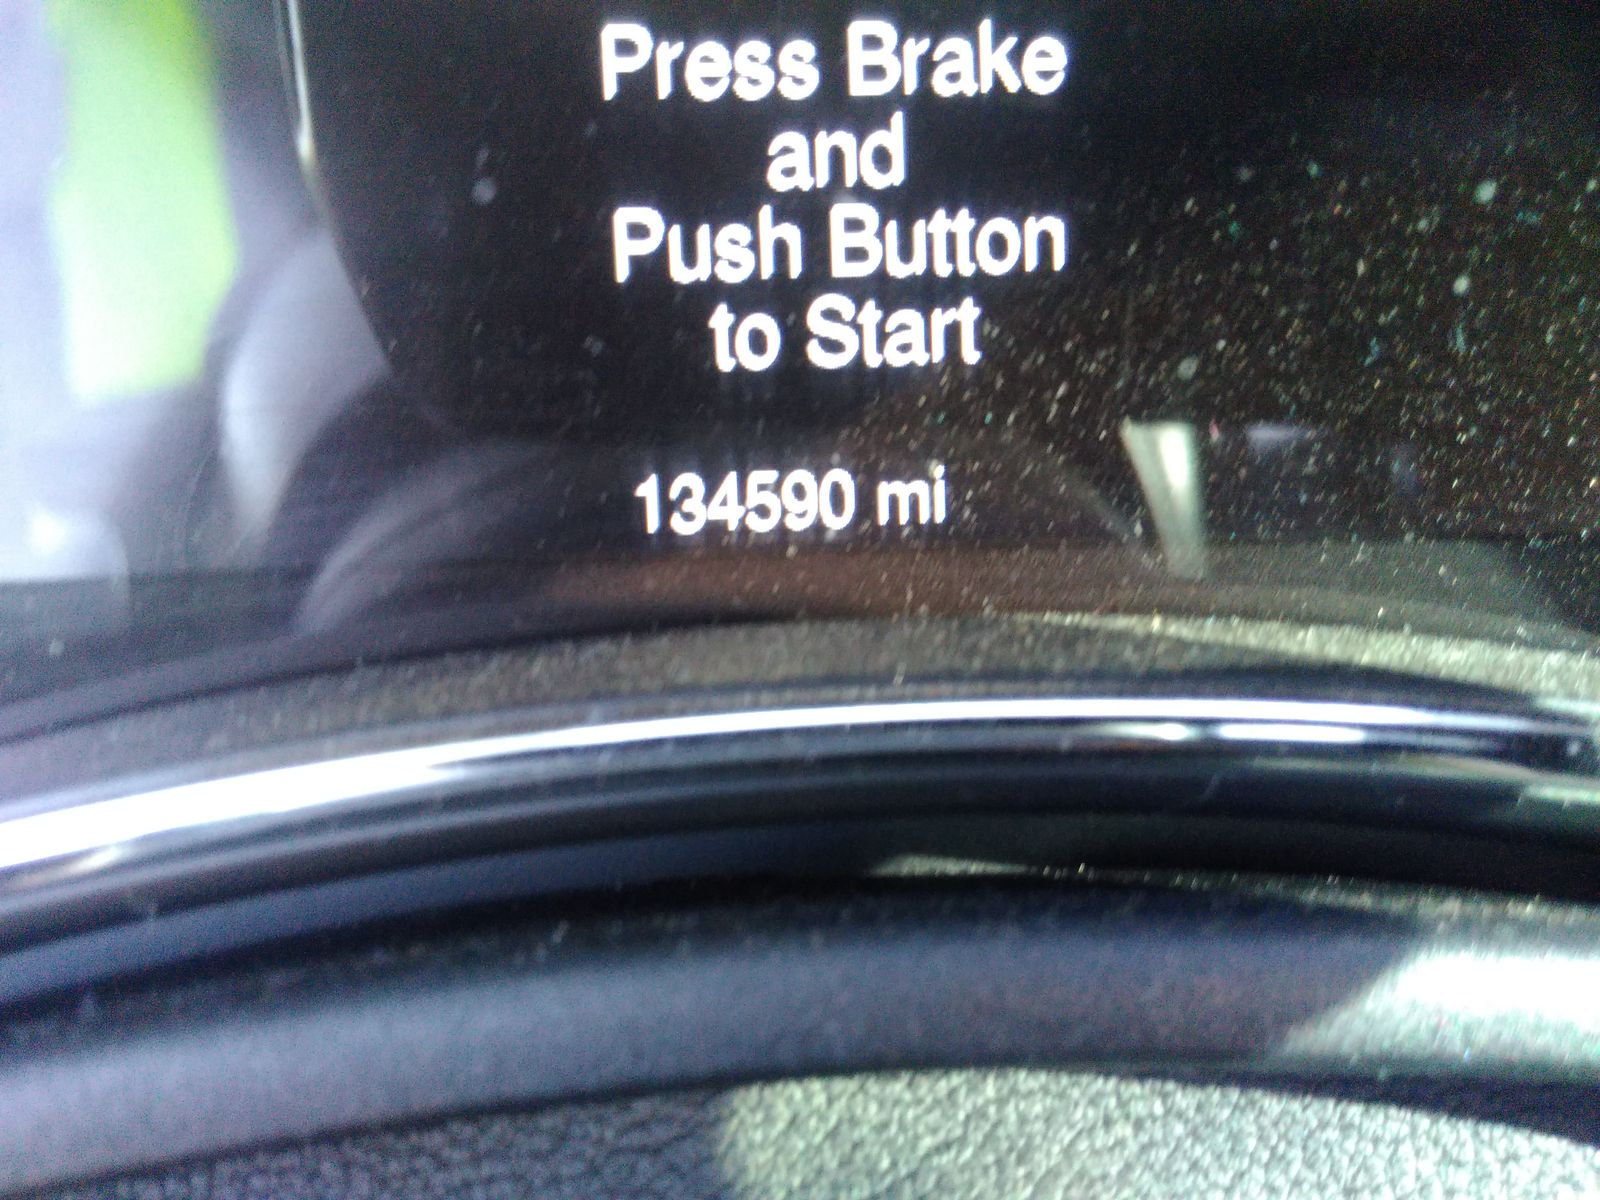 Press Brake
and
Push Button
to Start
134590 mi